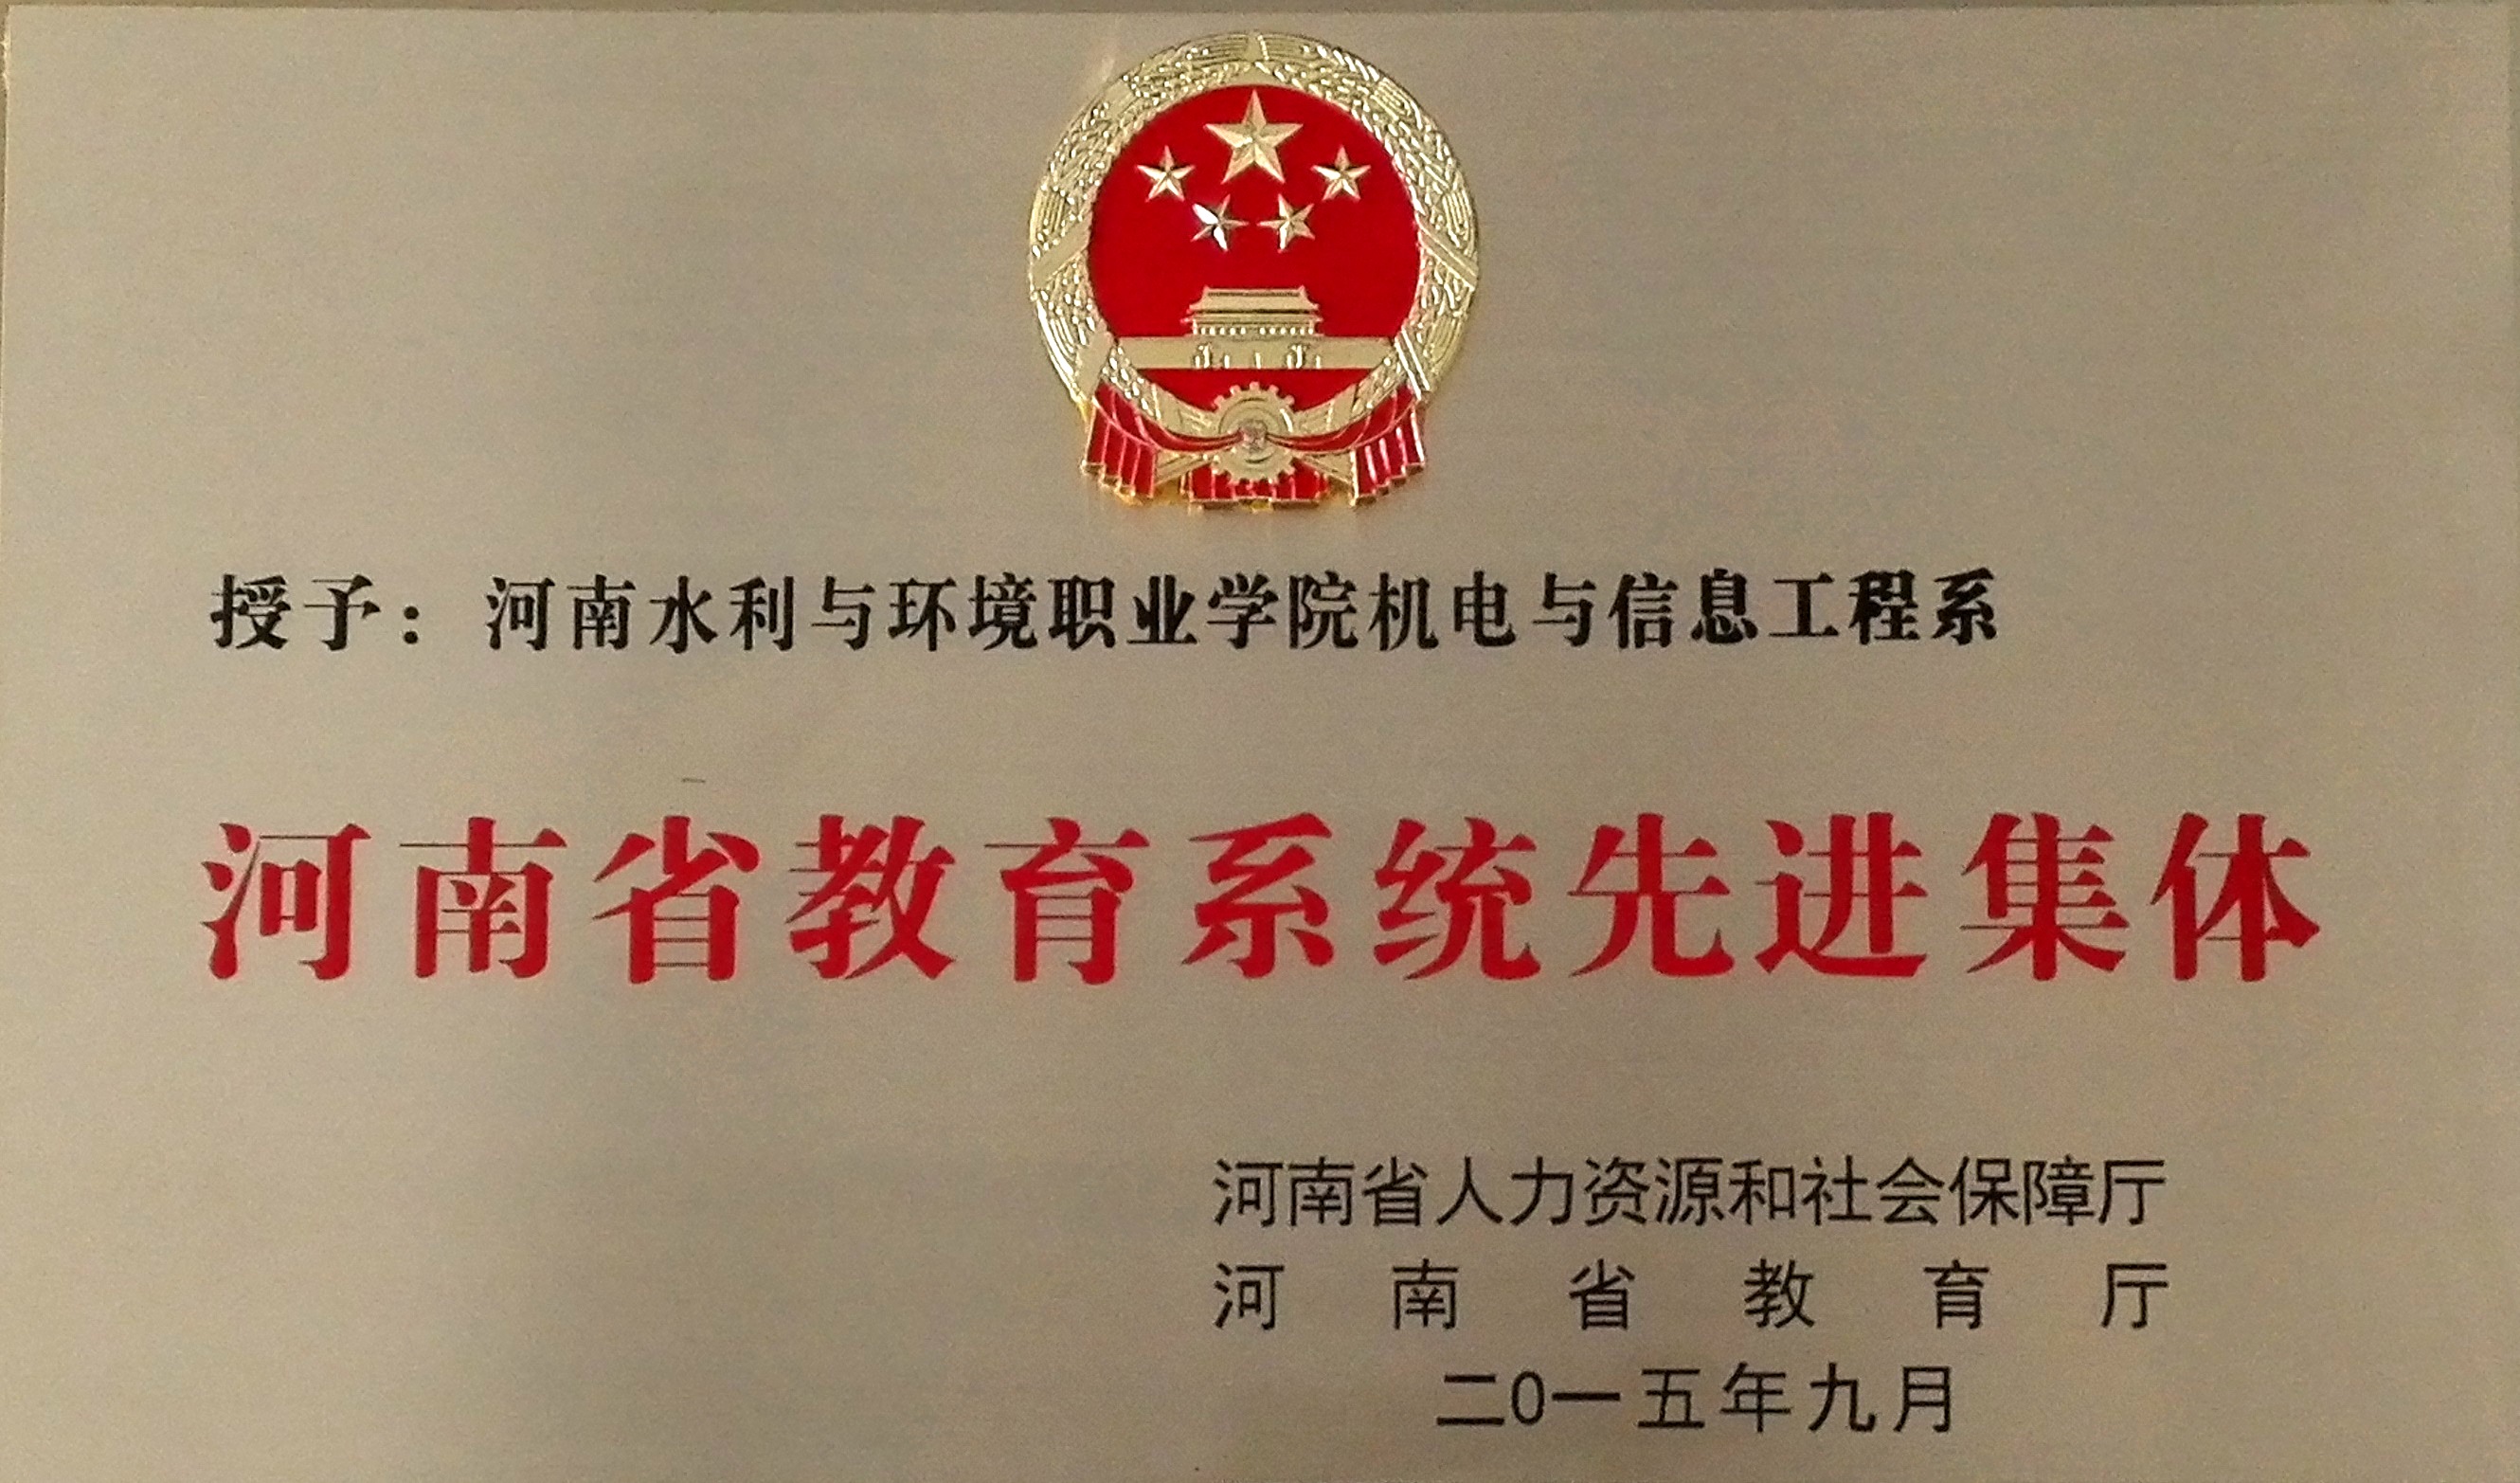 授予：河南水利与环境职业学院机电与信息工程系
河南省教育系统先进集体
河南省人力资源和社会保障厅
河南省教育厅
二0一五年九月